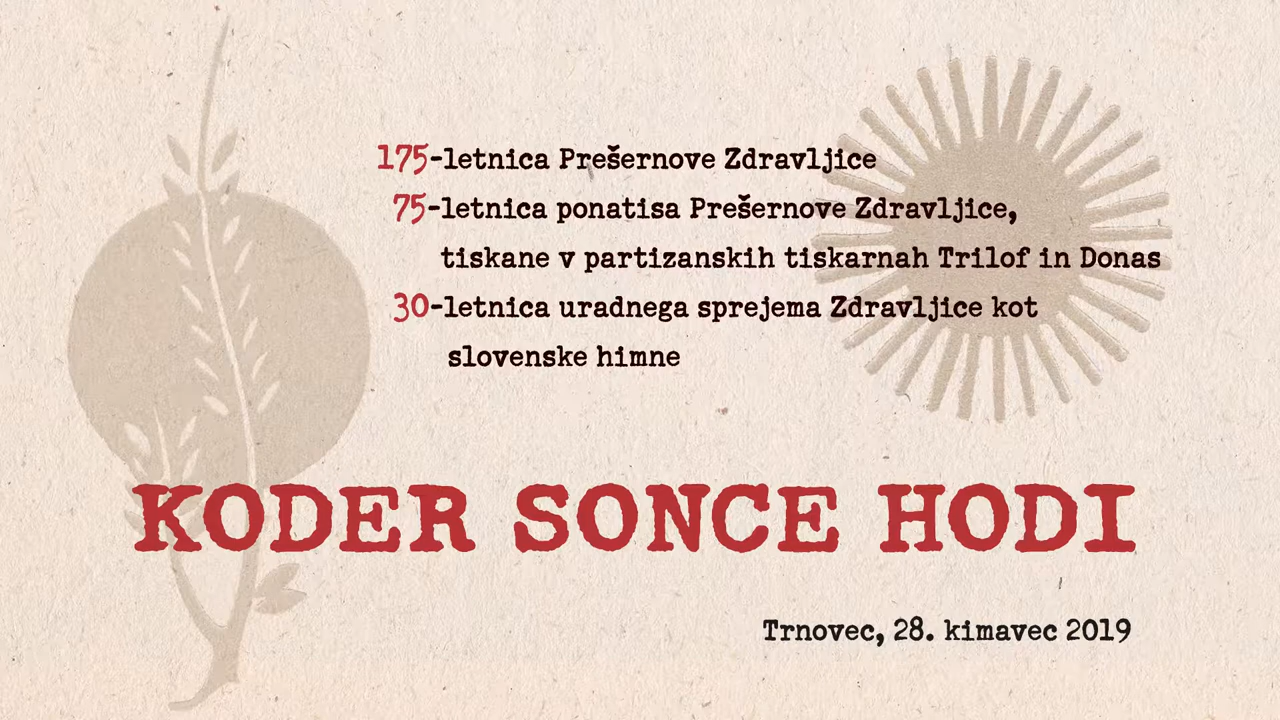 175-letnica Prešernove Zdravljice
75-letnica ponatisa Prešernove Zdravljice,
tiskane v partizanskih tiskarnah Trilof in Donas
30-letnica uradnega sprejema Zdravljice kot
slovenske himne
KODER SONCE HODI
Trnovec, 28. kimavec 2019